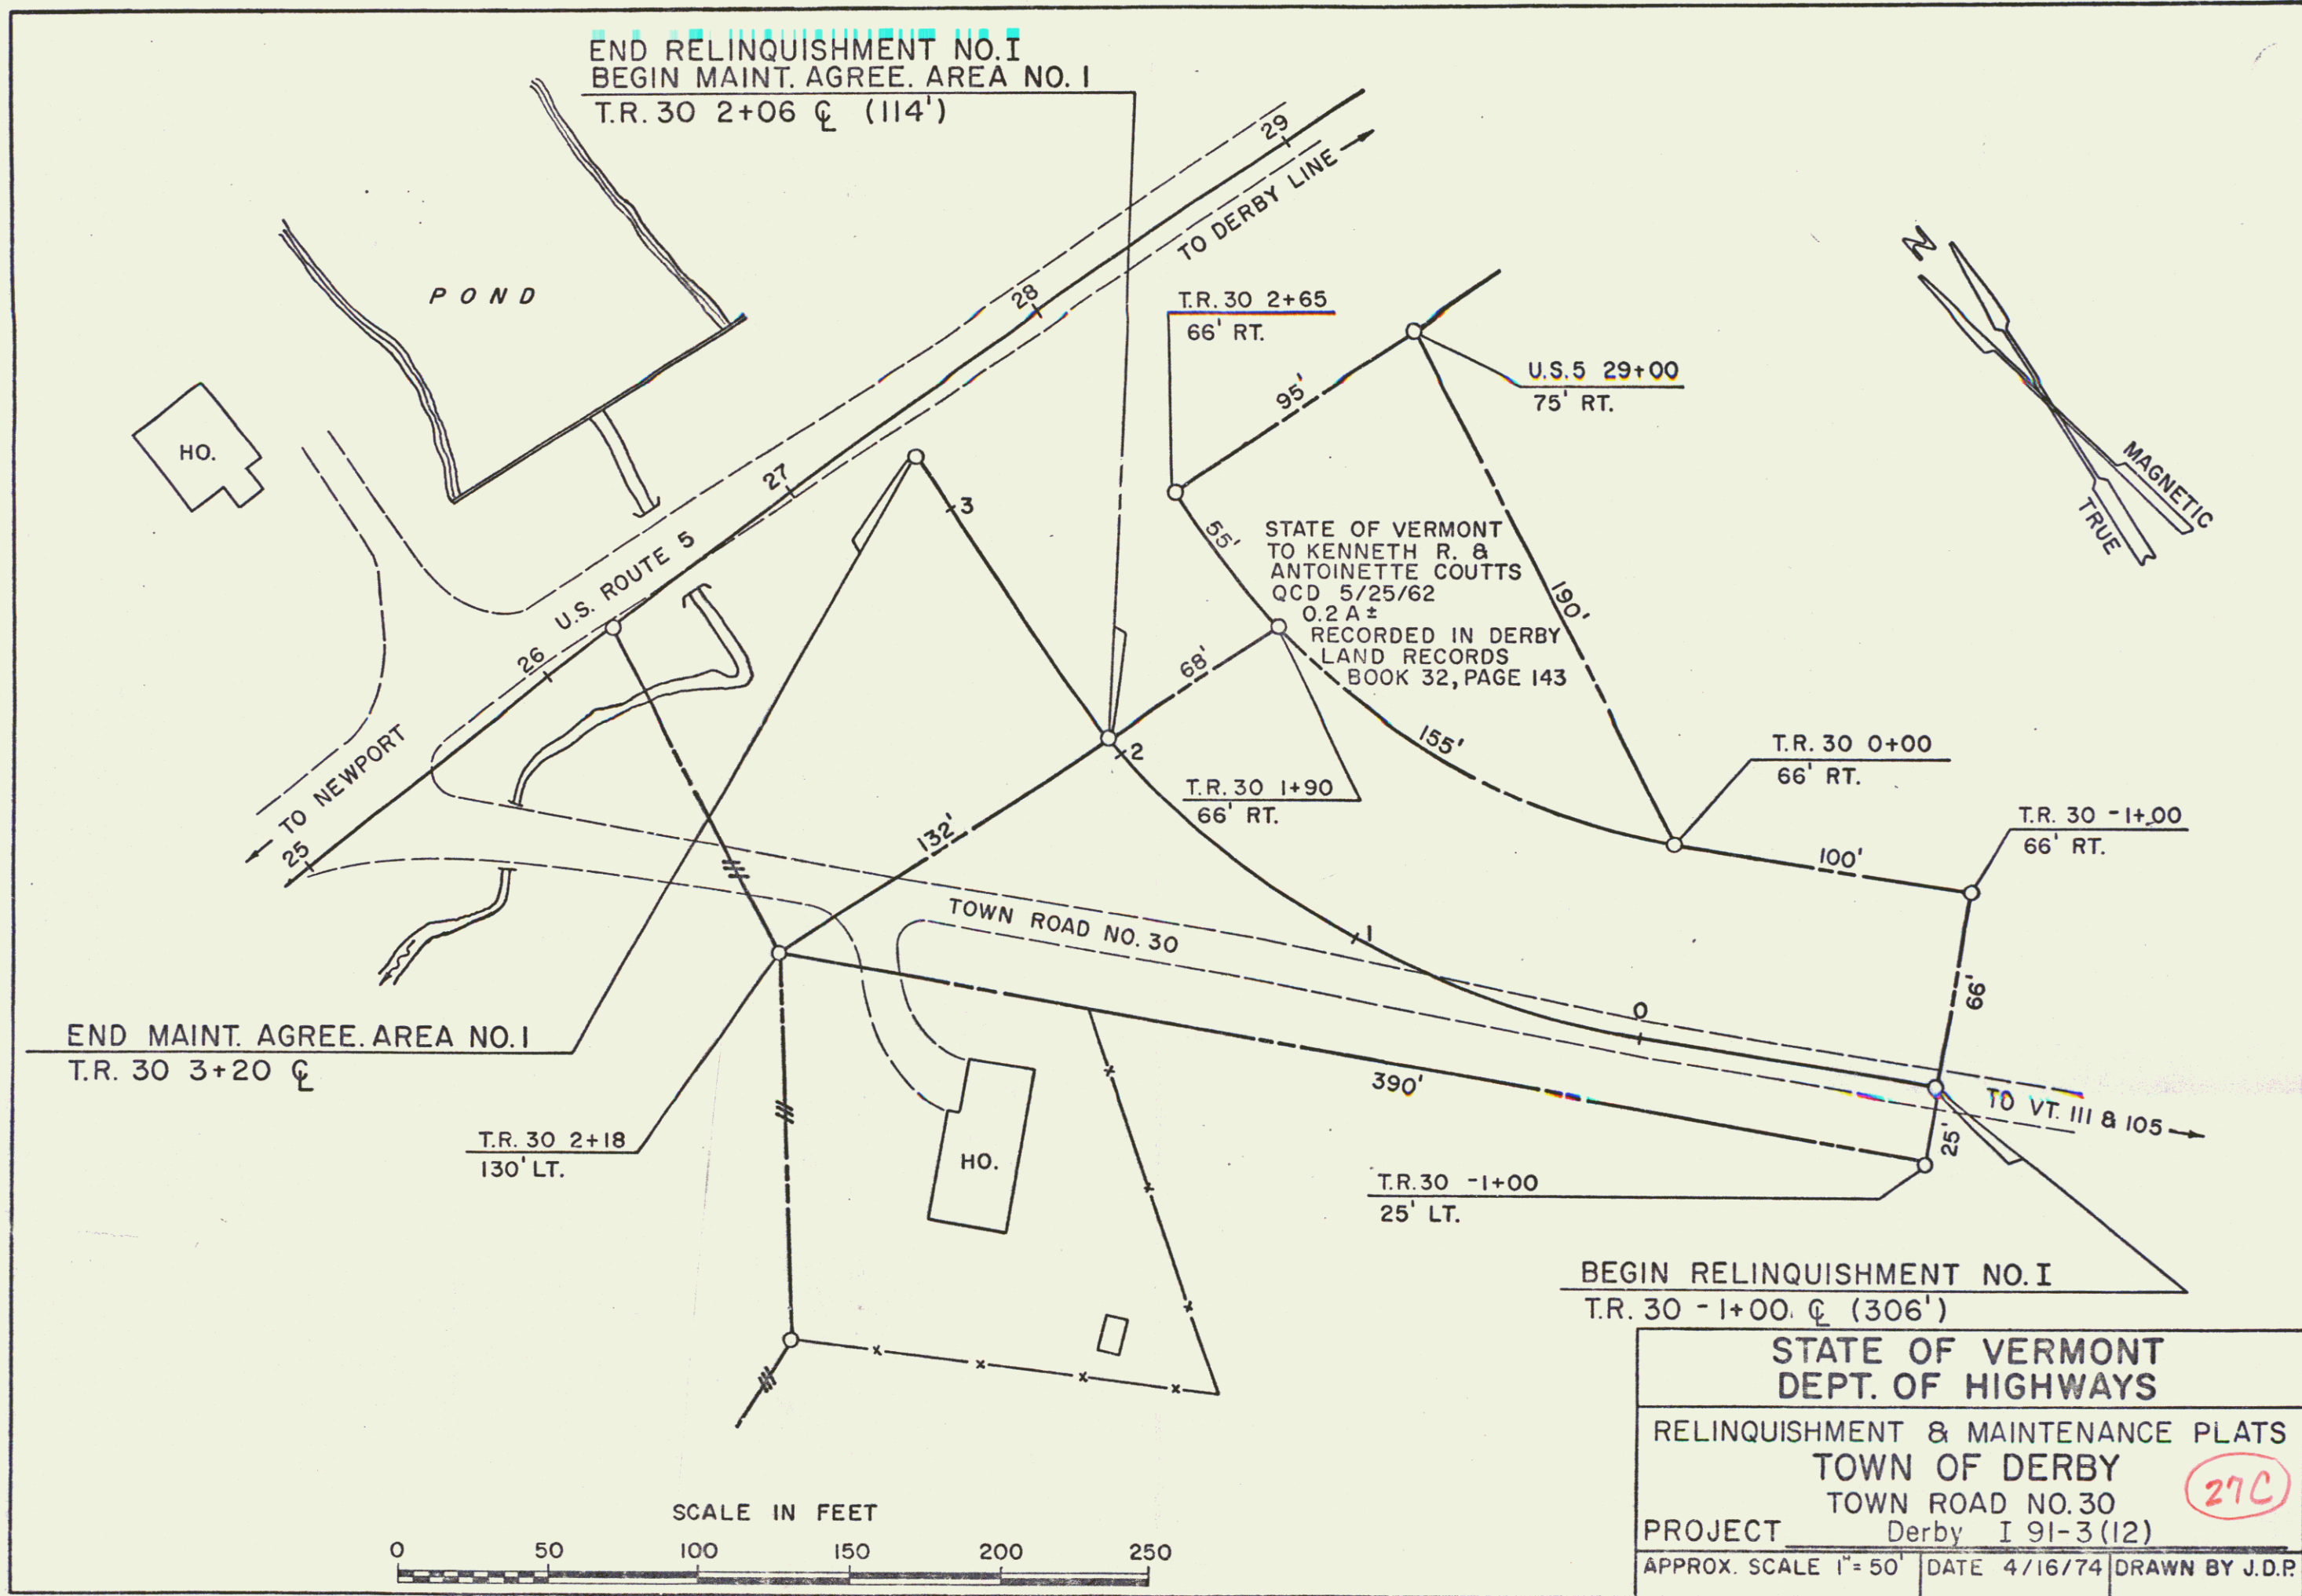 END RELINQUISHMENT NO. I
BEGIN MAINT. AGREE. AREA NO. I
T.R. 30 2+06 ℄ (114')
29
TO DERBY LINE
28
POND
T.R. 30 2+65
66' RT.
N
U.S.5 29+00
75' RT.
95'
HO.
MAGNETIC
TRUE
27
3
55'
STATE OF VERMONT
TO KENNETH R. &
ANTOINETTE COUTTS
QCD 5/25/62
0.2 A ±
RECORDED IN DERBY
LAND RECORDS
BOOK 32, PAGE 143
190'
U.S. ROUTE 5
26
68'
2
155'
T.R. 30 0+00
66' RT.
TO NEWPORT
25
T.R. 30 1+90
66' RT.
T.R. 30 -1+00
66' RT.
132'
100'
TOWN ROAD NO. 30
1
66'
0
END MAINT. AGREE. AREA NO. I
T.R. 30 3+20 ℄
390'
TO VT. 111 & 105
25'
T.R. 30 2+18
130' LT.
HO.
T.R.30 -1+00
25' LT.
BEGIN RELINQUISHMENT NO. I
T.R. 30 -1+00 ℄ (306')
STATE OF VERMONT
DEPT. OF HIGHWAYS
RELINQUISHMENT & MAINTENANCE PLATS
TOWN OF DERBY
27C
TOWN ROAD NO. 30
PROJECT Derby I 91-3(12)
APPROX. SCALE 1"= 50' DATE 4/16/74 DRAWN BY J.D.P.
SCALE IN FEET
0 50 100 150 200 250